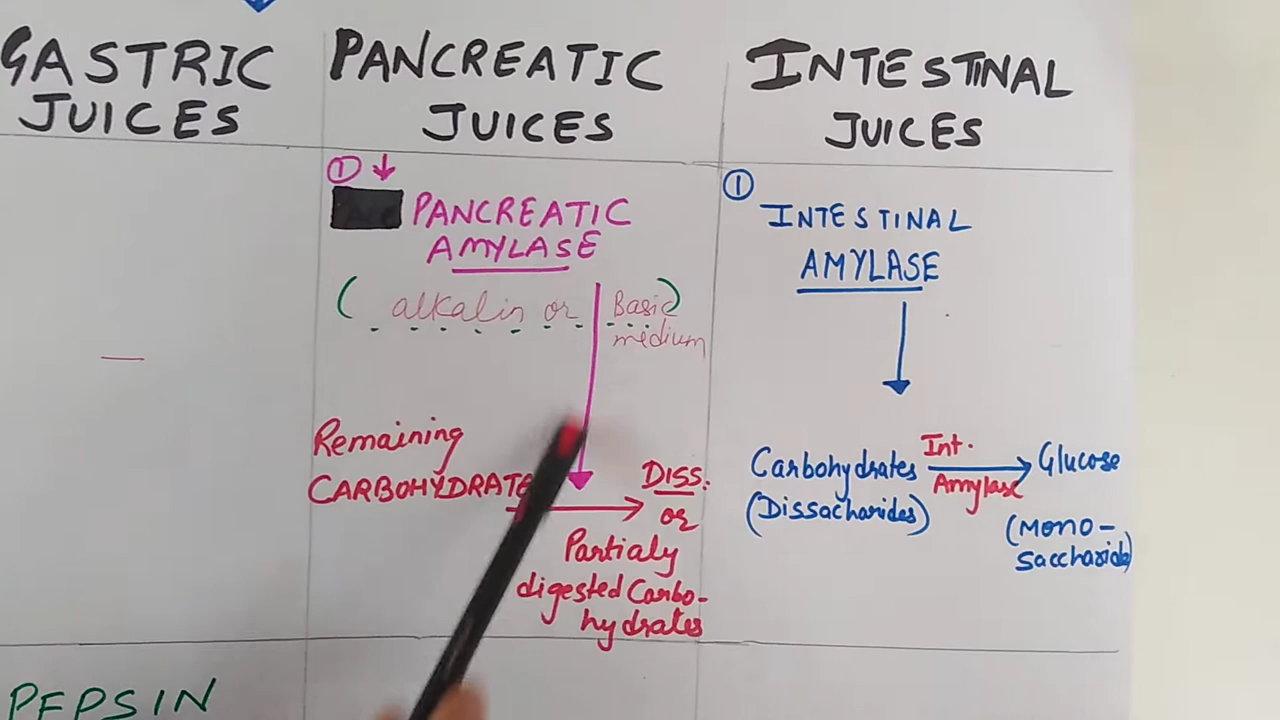 GASTRIC
JUICES
—
PEPSIN
PANCREATIC
JUICES
① ↓
PANCREATIC
AMYLASE
( alkalin or Basic)
medium
Remaining
CARBOHYDRATE → DISS.
or
Partialy
digested Carbo-
hydrates
INTESTINAL
JUICES
①
INTESTINAL
AMYLASE
Carbohydrates Int. Amylase → Glucose
(Dissacharides)
(Mono-
saccharide)